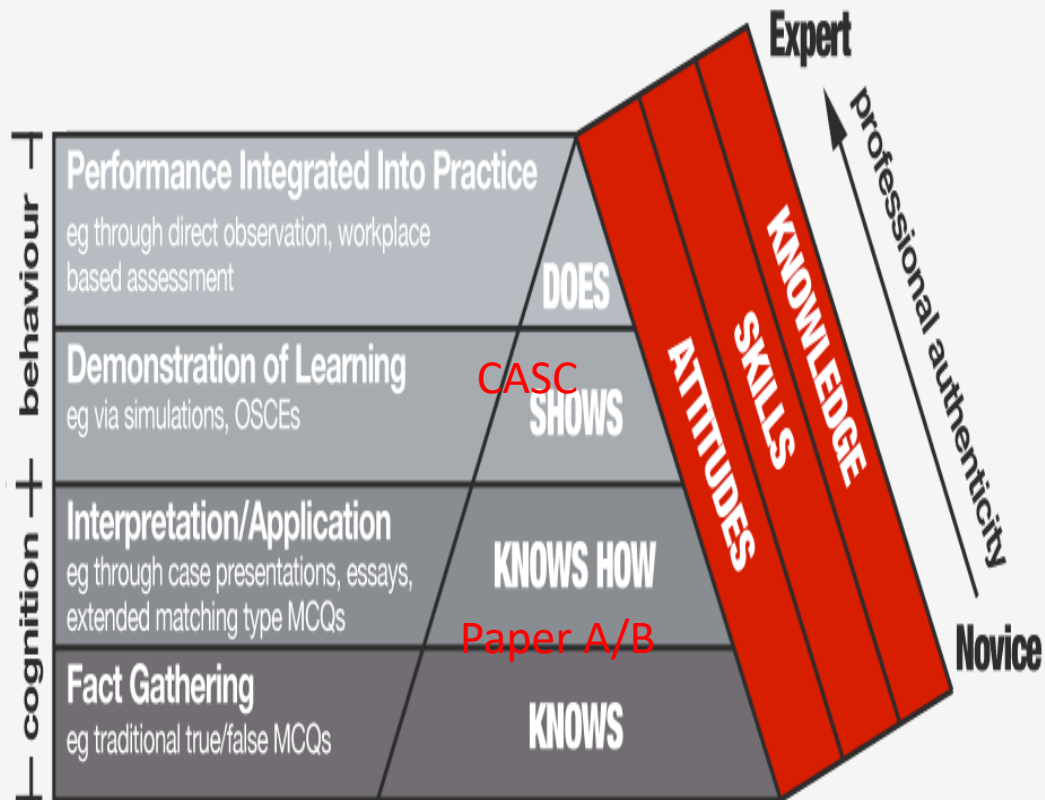 Expert
professional authenticity
Performance Integrated Into Practice
eg through direct observation, workplace
based assessment
DOES
behaviour
Demonstration of Learning
eg via simulations, OSCEs
CASC
SHOWS
KNOWLEDGE
SKILLS
ATTITUDES
Interpretation/Application
eg through case presentations, essays,
extended matching type MCQs
KNOWS HOW
Paper A/B
cognition
Novice
Fact Gathering
eg traditional true/false MCQs
KNOWS